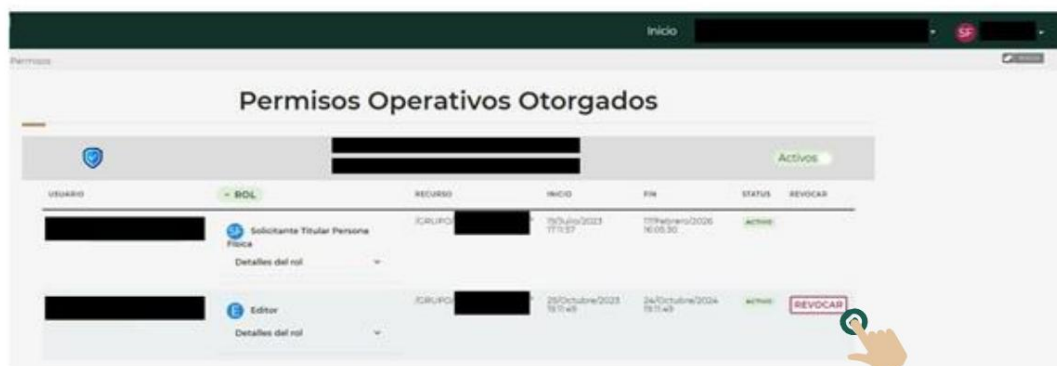 Inicio
SF
Permisos
Permisos Operativos Otorgados
Activos
USUARIO ROL RECURSO INICIO FIN STATUS REVOCAR
SF Solicitante Titular Persona /GRUPO/ 19/Julio/2023 17/Febrero/2026 ACTIVO
Física 17:11:57 16:05:30
Detalles del rol
E Editor /GRUPO/ 25/Octubre/2023 24/Octubre/2024 ACTIVO REVOCAR
19:11:49 19:11:49
Detalles del rol